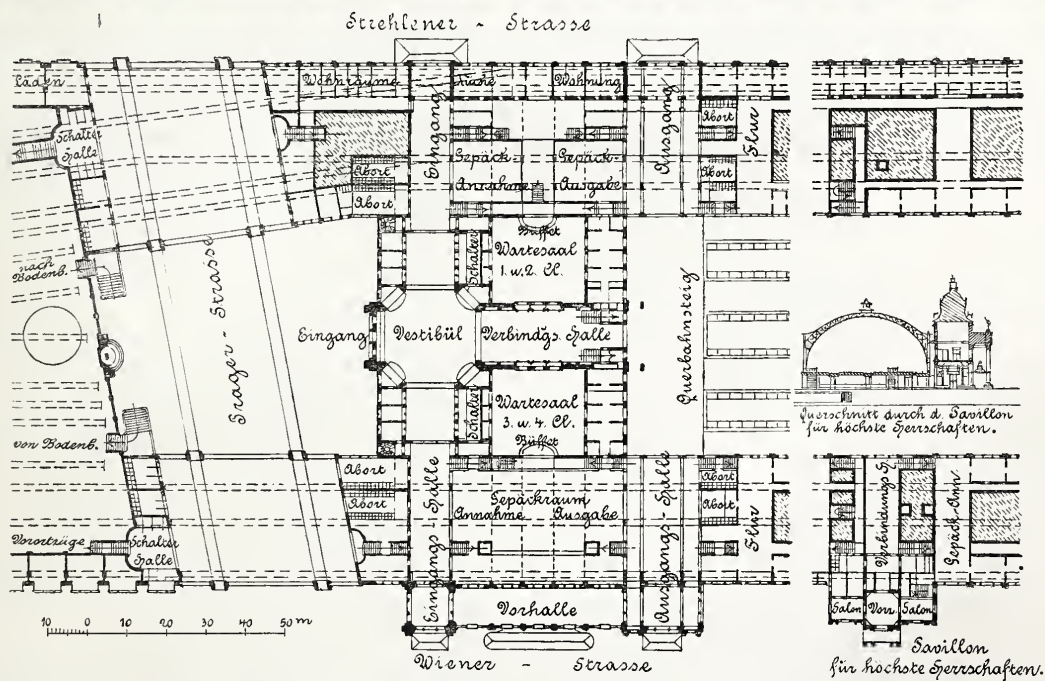 Strehlener - Strasse
Läden
Wohnräume
Küche
Wohnung
Schalter
Halle
Eingang
Ausgang
Abort
Flur
Gepäck-
Annahme
Gepäck-
Ausgabe
Abort
Abort
Abort
nach
Bodenb.
Prager - Strasse
Schalter
Büffet
Wartesaal
1. u. 2. Cl.
Querbahnsteig
Eingang
Vestibül
Verbindgs. Halle
Schalter
Wartesaal
3. u. 4. Cl.
Büffet
Querschnitt durch d. Pavillon
für höchste Herrschaften.
von Bodenb.
Abort
Abort
Eingangs - Halle
Gepäckraum
Annahme Ausgabe
Ausgangs - Halle
Abort
Abort
Flur
Verbindungs H.
Gepäck-Ann.
Vorortzüge
Schalter
Halle
Vorhalle
Salon
Vorr.
Salon
10 0 10 20 30 40 50 m
Wiener - Strasse
Pavillon
für höchste Herrschaften.